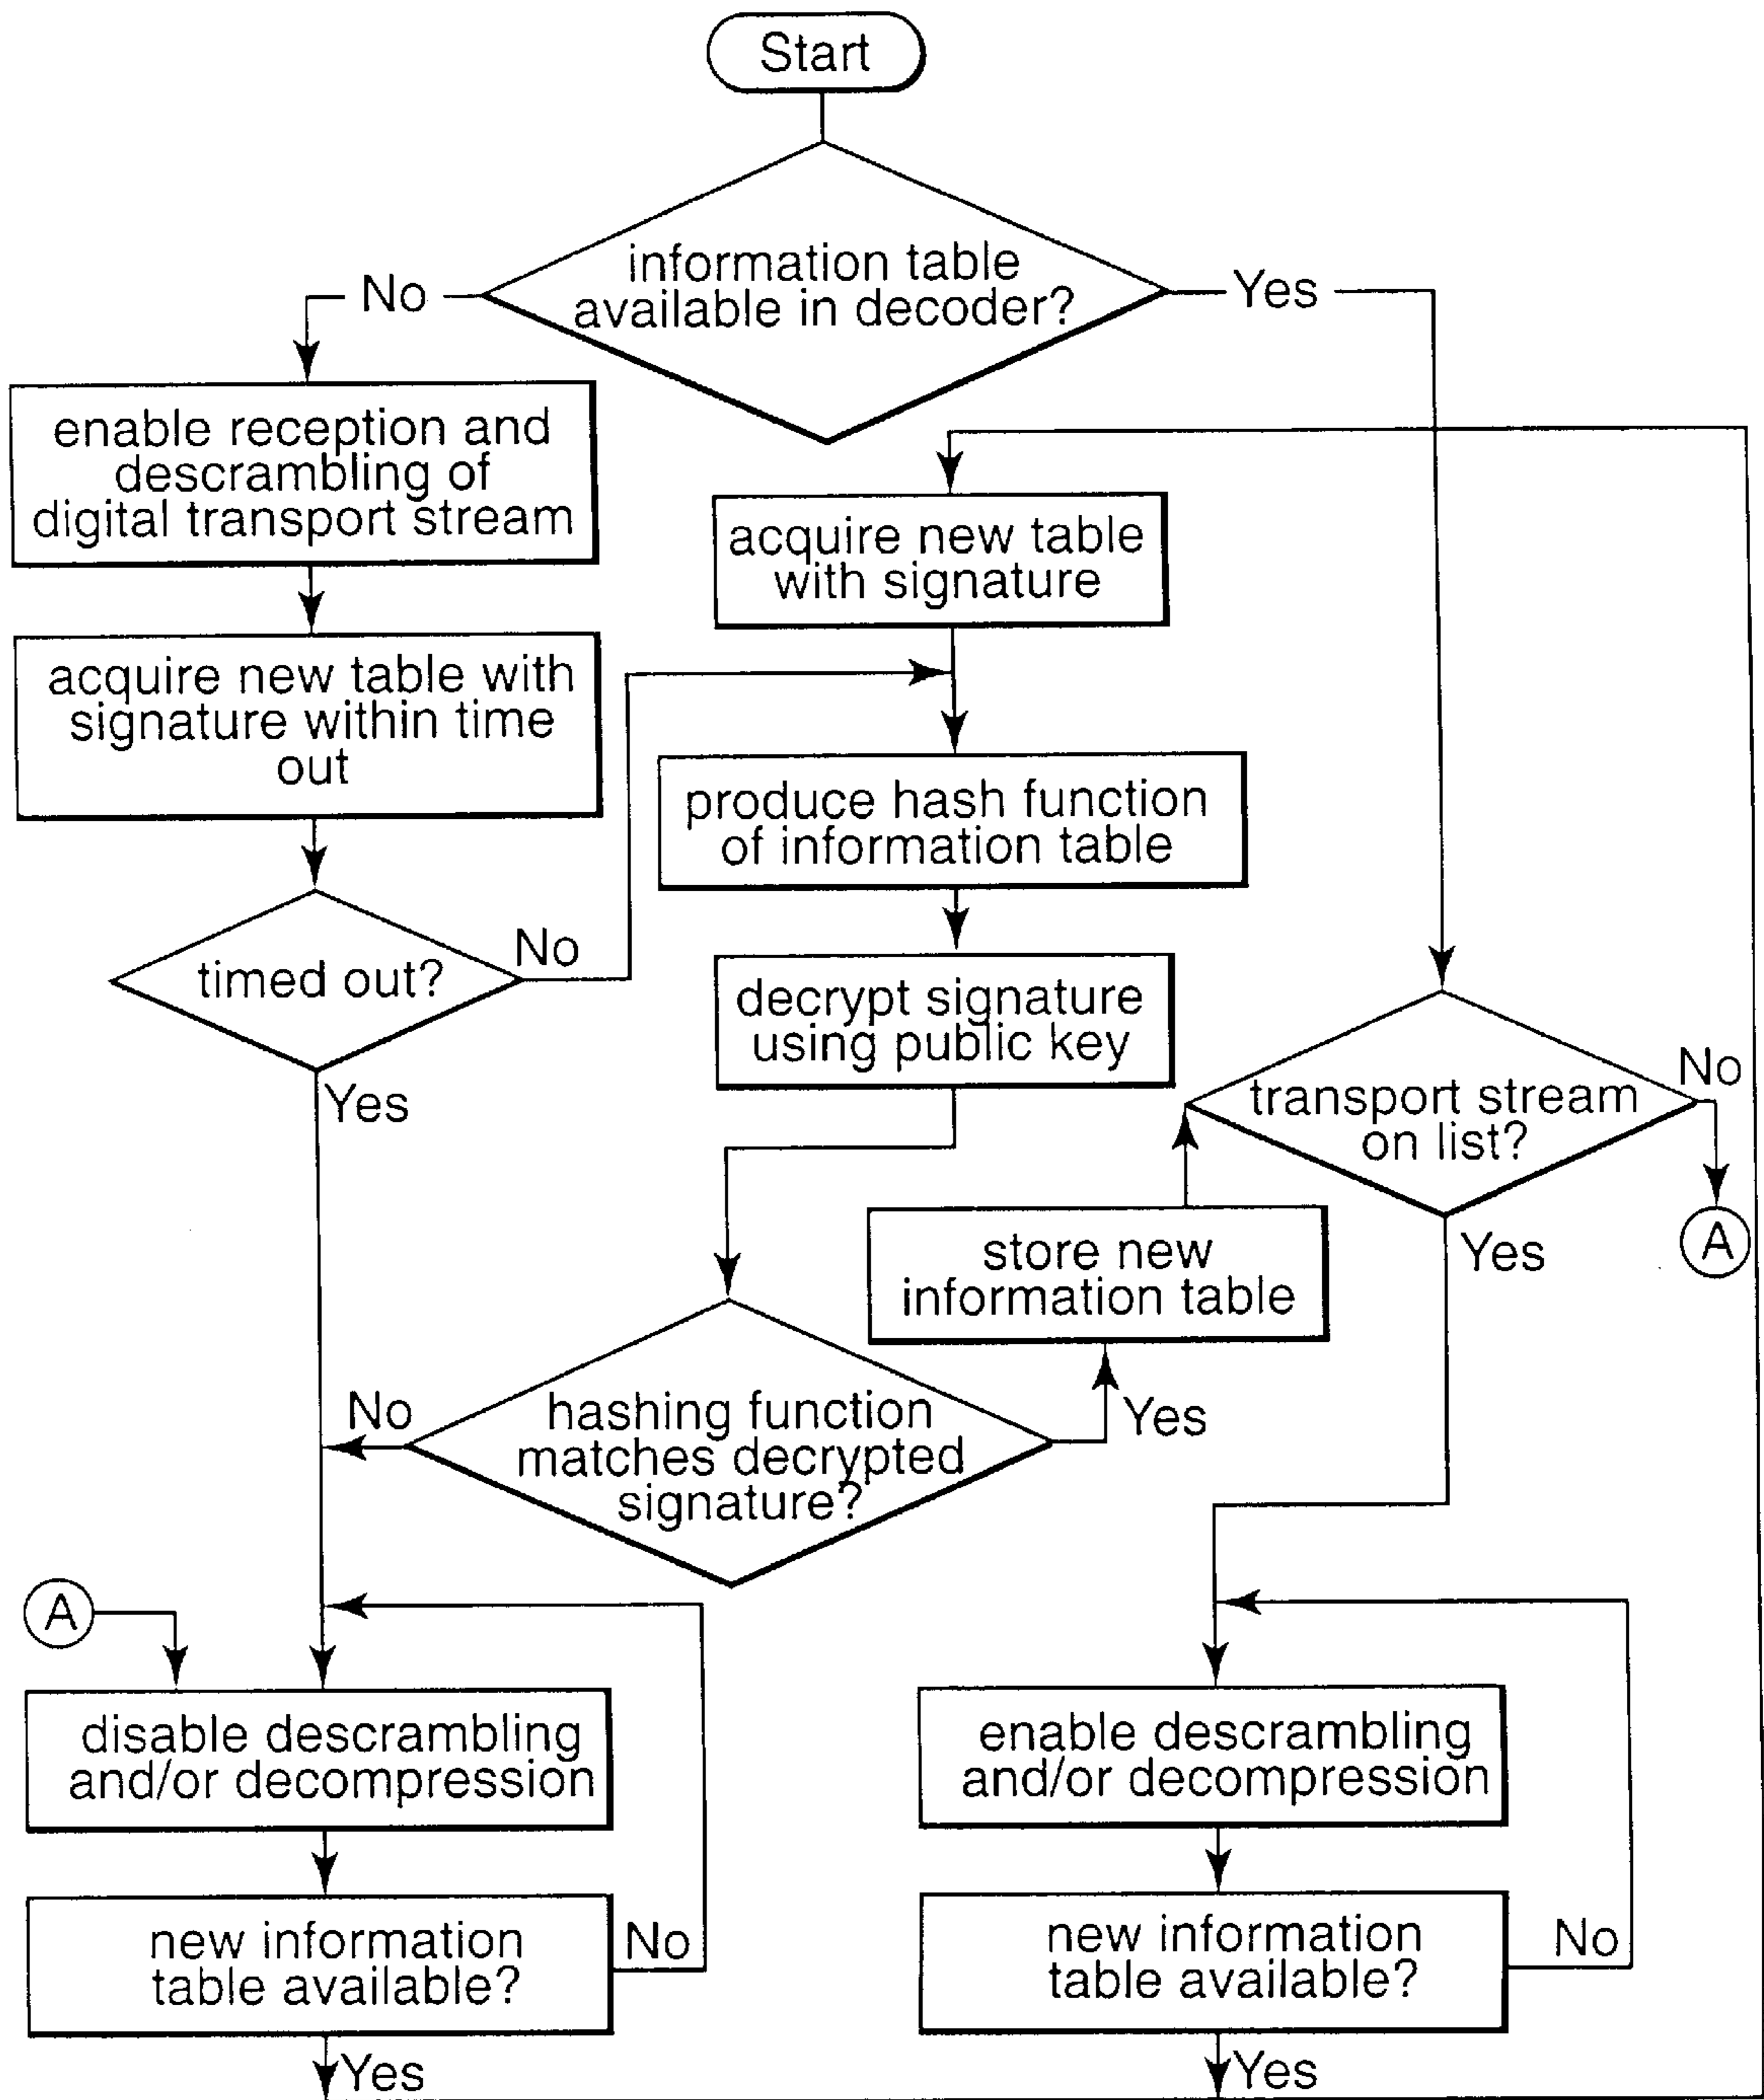 Start
information table
available in decoder?
No
Yes
enable reception and
descrambling of
digital transport stream
acquire new table
with signature
acquire new table with
signature within time
out
produce hash function
of information table
timed out?
No
Yes
decrypt signature
using public key
transport stream
on list?
No
A
Yes
store new
information table
hashing function
matches decrypted
signature?
No
Yes
A
disable descrambling
and/or decompression
enable descrambling
and/or decompression
new information
table available?
No
new information
table available?
No
Yes
Yes